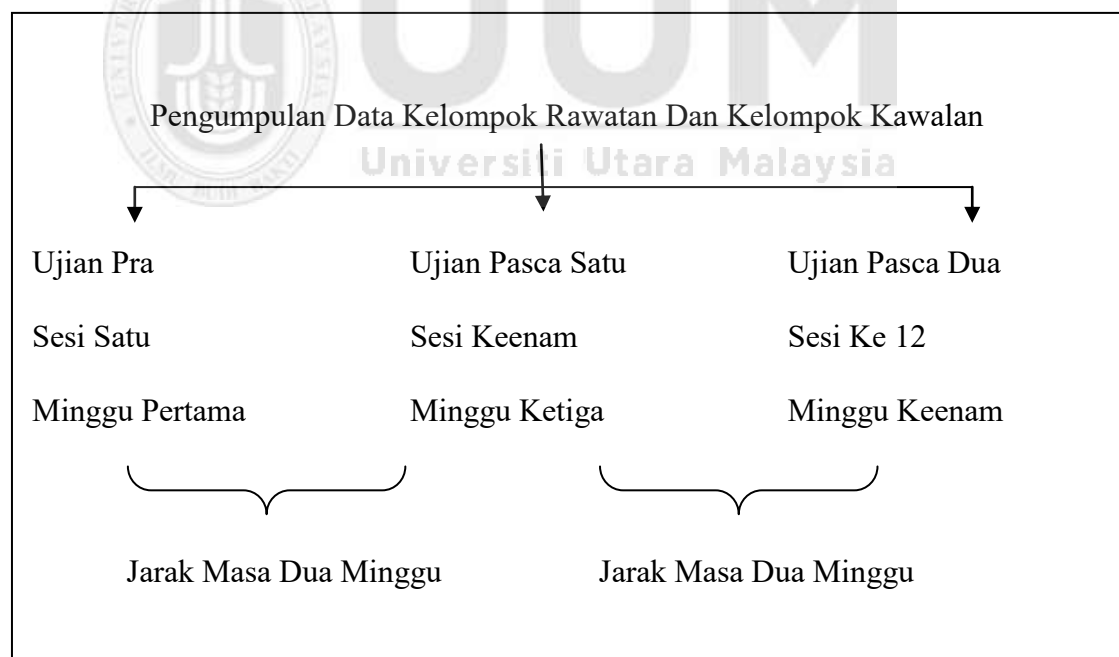 UUM
Pengumpulan Data Kelompok Rawatan Dan Kelompok Kawalan
Universiti Utara Malaysia
Ujian Pra Ujian Pasca Satu Ujian Pasca Dua
Sesi Satu Sesi Keenam Sesi Ke 12
Minggu Pertama Minggu Ketiga Minggu Keenam
Jarak Masa Dua Minggu Jarak Masa Dua Minggu